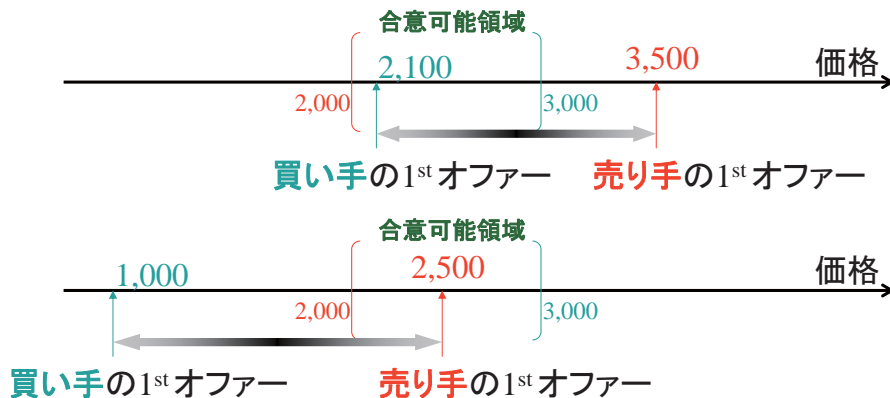 合意可能領域
2,100
3,500
価格
2,000
3,000
買い手の1st オファー
売り手の1st オファー
合意可能領域
1,000
2,500
価格
2,000
3,000
買い手の1st オファー
売り手の1st オファー